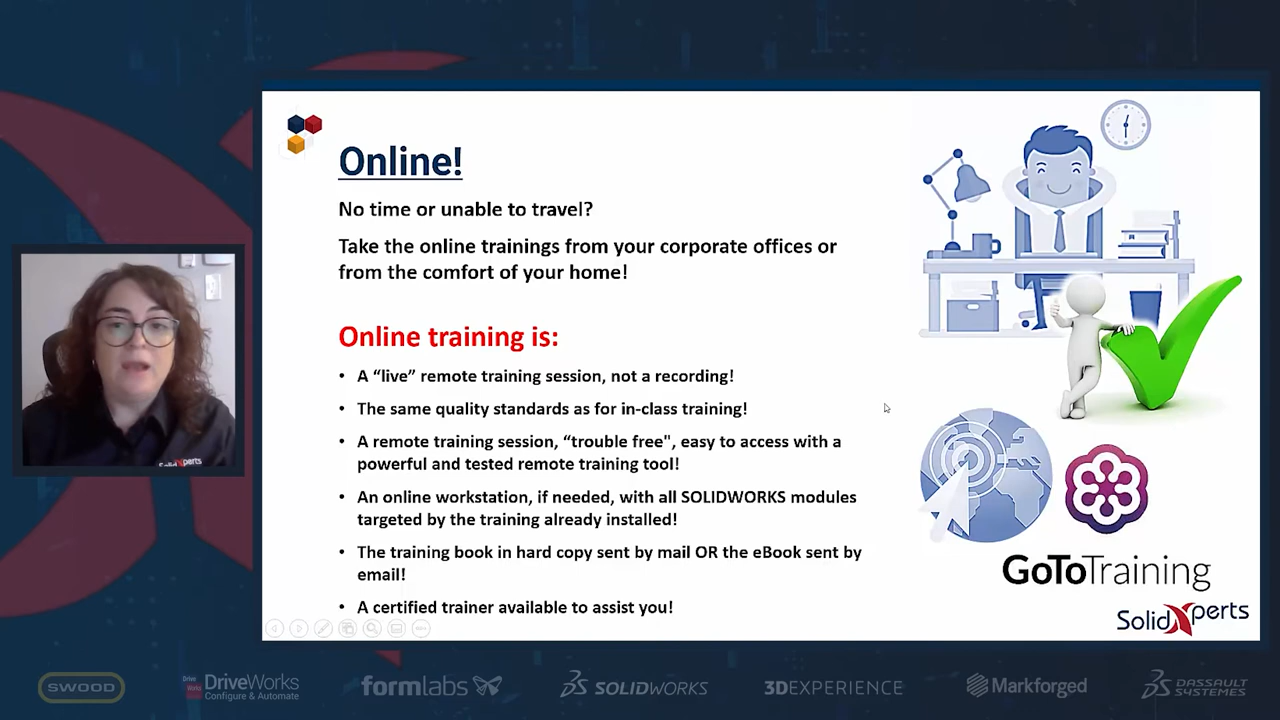 Online!
No time or unable to travel?
Take the online trainings from your corporate offices or
from the comfort of your home!
Online training is:
• A “live” remote training session, not a recording!
• The same quality standards as for in-class training!
• A remote training session, “trouble free", easy to access with a
powerful and tested remote training tool!
• An online workstation, if needed, with all SOLIDWORKS modules
targeted by the training already installed!
• The training book in hard copy sent by mail OR the eBook sent by
email!
• A certified trainer available to assist you!
GoToTraining
SolidXperts
SolidXperts
SWOOD
Drive Works
DriveWorks
Configure & Automate
formlabs
SOLIDWORKS
3DEXPERIENCE
Markforged
DASSAULT
SYSTEMES